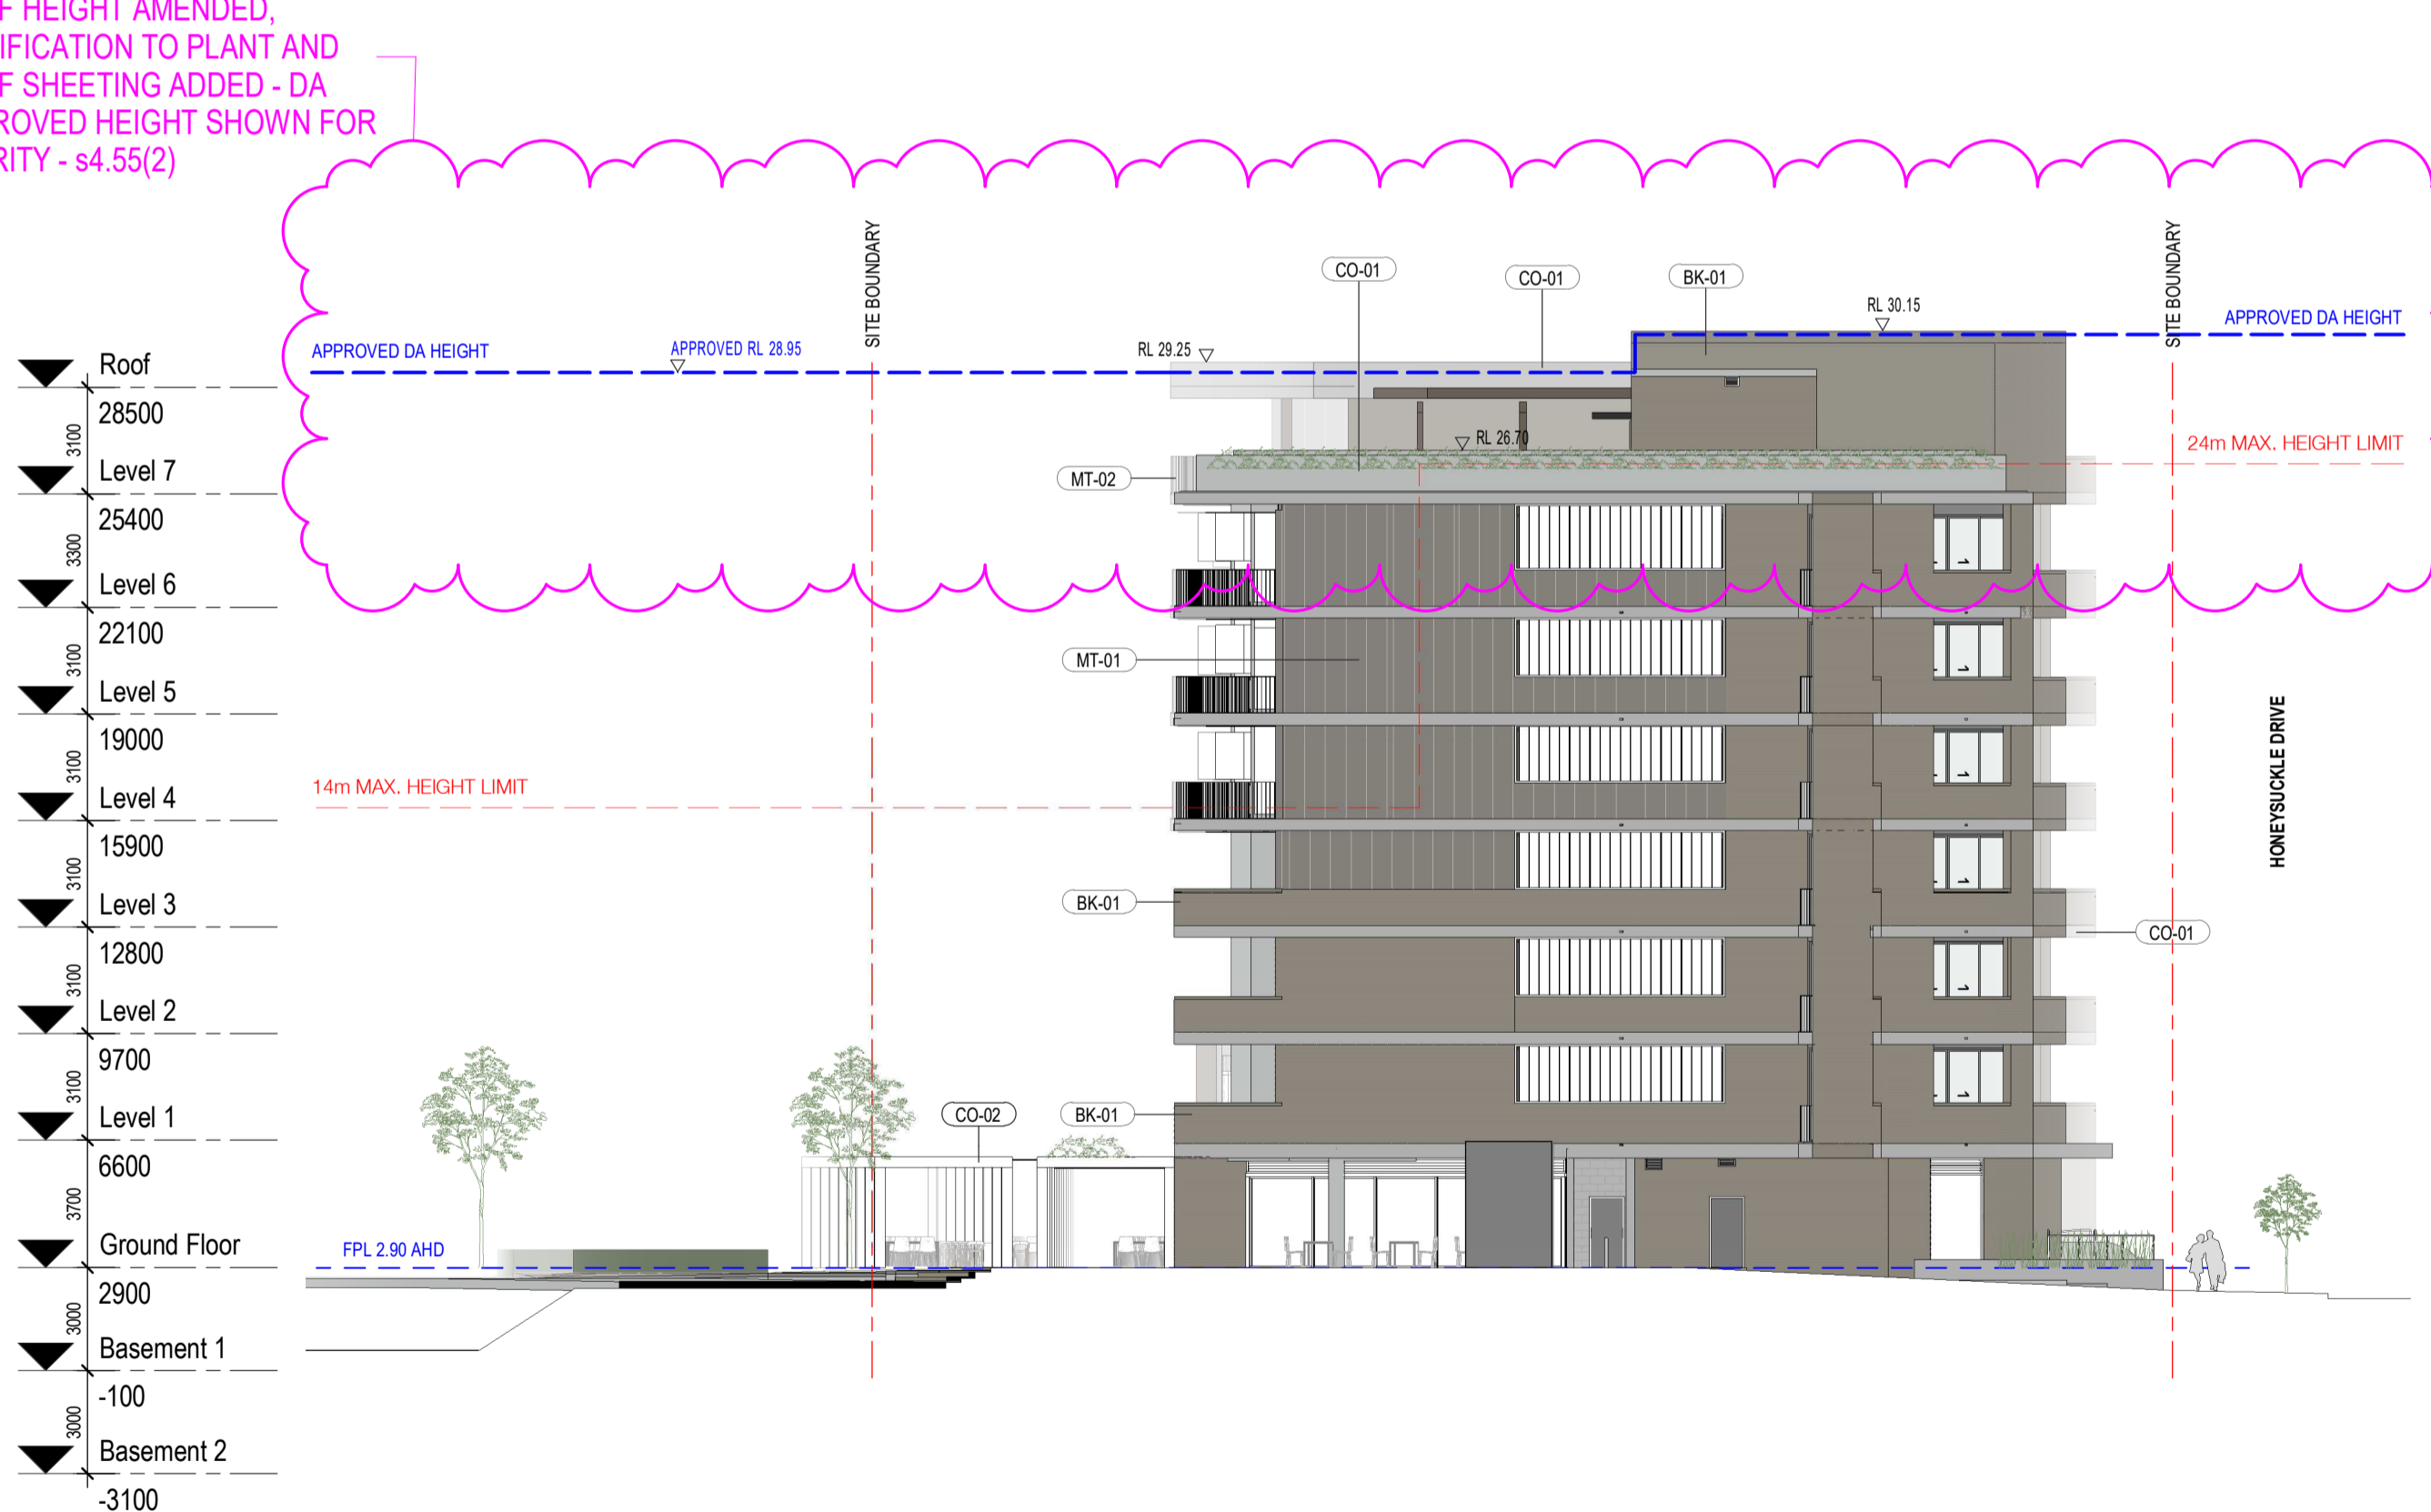 F HEIGHT AMENDED,
IFICATION TO PLANT AND
F SHEETING ADDED - DA
ROVED HEIGHT SHOWN FOR
RITY - s4.55(2)
SITE BOUNDARY
SITE BOUNDARY
CO-01
CO-01
BK-01
RL 30.15
APPROVED DA HEIGHT
APPROVED DA HEIGHT
APPROVED RL 28.95
RL 29.25
Roof
28500
3100
RL 26.70
24m MAX. HEIGHT LIMIT
Level 7
MT-02
25400
3300
Level 6
22100
3100
MT-01
Level 5
19000
3100
HONEYSUCKLE DRIVE
14m MAX. HEIGHT LIMIT
Level 4
15900
3100
Level 3
BK-01
CO-01
12800
3100
Level 2
9700
3100
Level 1
CO-02
BK-01
6600
3700
Ground Floor
FPL 2.90 AHD
2900
3000
Basement 1
-100
3000
Basement 2
-3100